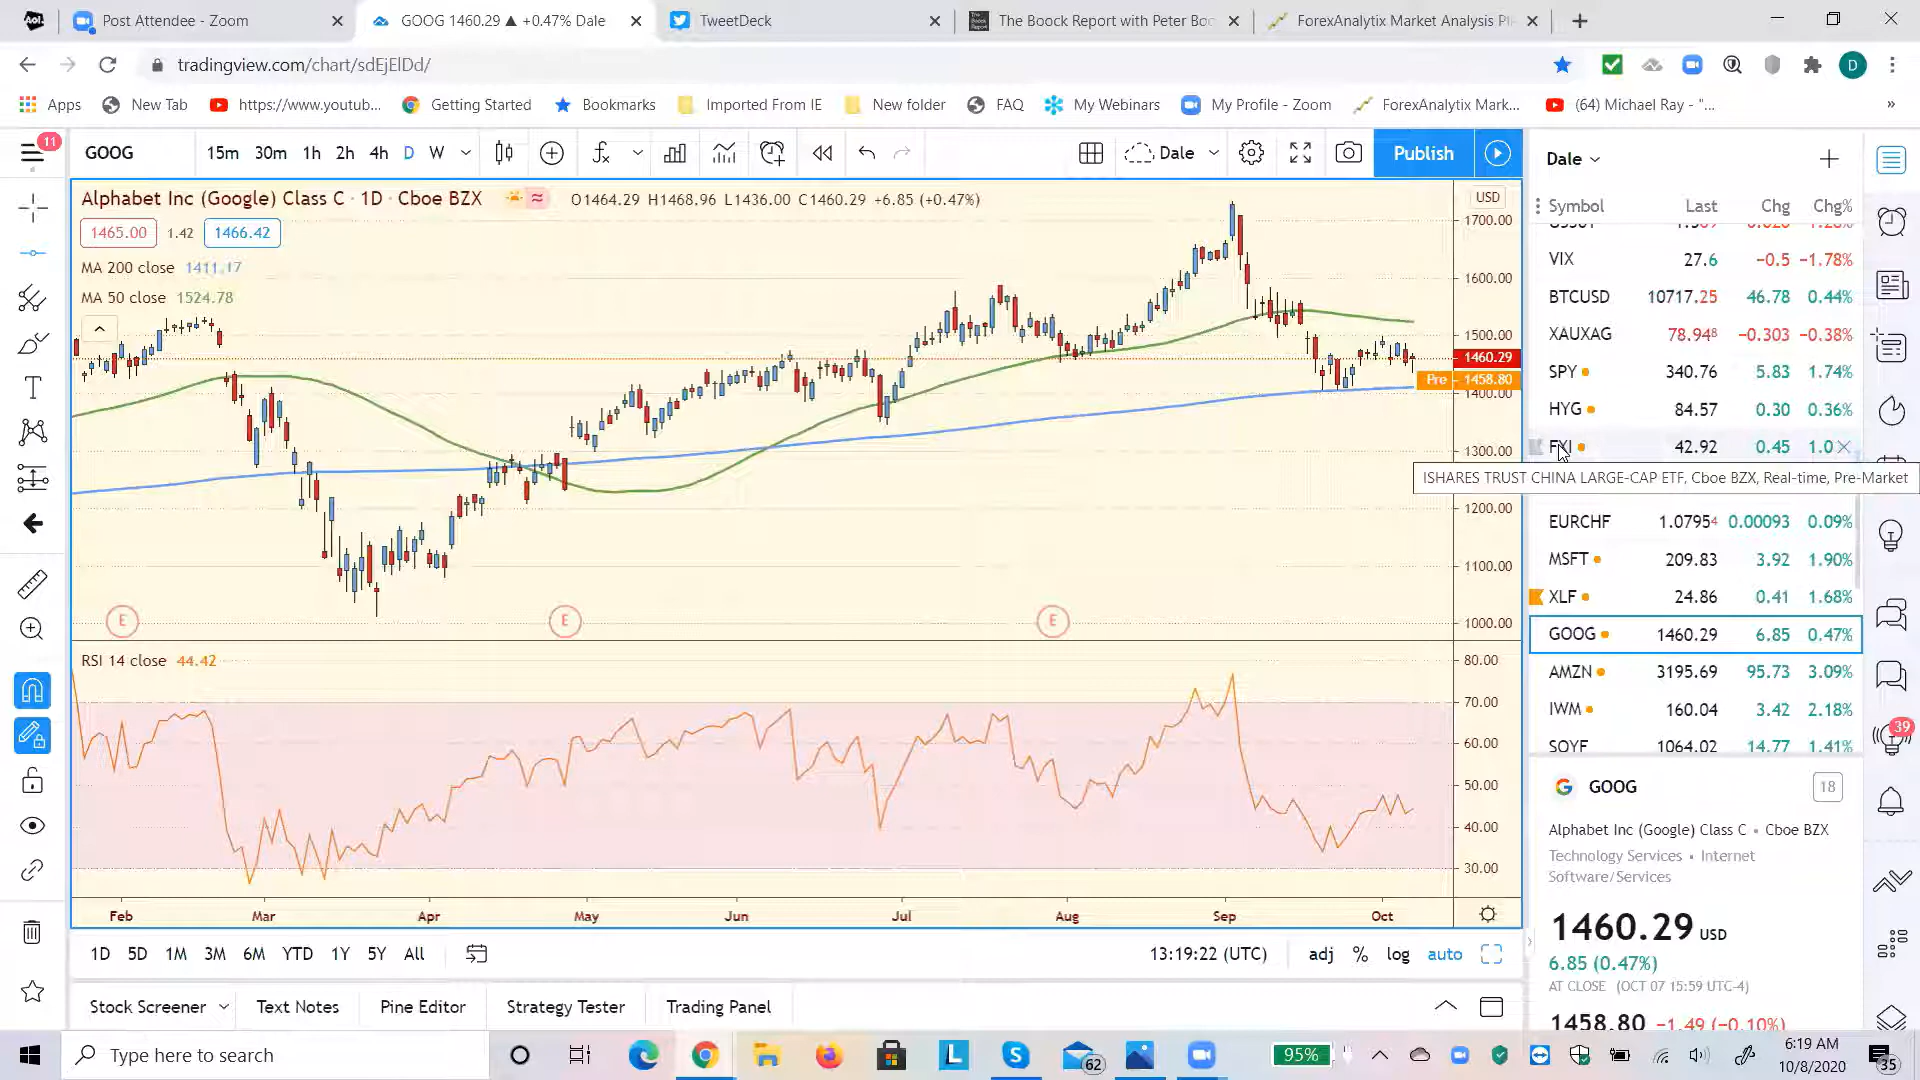 Aol.
Post Attendee - Zoom
GOOG 1460.29 ▲ +0.47% Dale
TweetDeck
The Boock Report with Peter Boo
ForexAnalytix Market Analysis Pl
tradingview.com/chart/sdEjElDd/
D
Apps
New Tab
https://www.youtub...
Getting Started
Bookmarks
Imported From IE
New folder
FAQ
My Webinars
My Profile - Zoom
ForexAnalytix Mark...
(64) Michael Ray - "...
»
11
GOOG
15m 30m 1h 2h 4h D W
Dale
Publish
Dale
Alphabet Inc (Google) Class C · 1D · Cboe BZX
O1464.29 H1468.96 L1436.00 C1460.29 +6.85 (+0.47%)
USD
1465.00 1.42 1466.42
MA 200 close 1411.17
MA 50 close 1524.78
1700.00
1600.00
1500.00
1460.29
Pre 1458.80
1400.00
1300.00
1200.00
1100.00
1000.00
E
E
E
RSI 14 close 44.42
80.00
70.00
60.00
50.00
40.00
30.00
Feb Mar Apr May Jun Jul Aug Sep Oct
1D 5D 1M 3M 6M YTD 1Y 5Y All
13:19:22 (UTC)
adj % log auto
Stock Screener
Text Notes
Pine Editor
Strategy Tester
Trading Panel
Symbol Last Chg Chg%
VIX 27.6 −0.5 −1.78%
BTCUSD 10717.25 46.78 0.44%
XAUXAG 78.948 −0.303 −0.38%
SPY 340.76 5.83 1.74%
HYG 84.57 0.30 0.36%
FXI 42.92 0.45 1.0
ISHARES TRUST CHINA LARGE-CAP ETF, Cboe BZX, Real-time, Pre-Market
EURCHF 1.07954 0.00093 0.09%
MSFT 209.83 3.92 1.90%
XLF 24.86 0.41 1.68%
GOOG 1460.29 6.85 0.47%
AMZN 3195.69 95.73 3.09%
IWM 160.04 3.42 2.18%
SOYF 1064.02 14.77 1.41%
GOOG
18
Alphabet Inc (Google) Class C • Cboe BZX
Technology Services • Internet
Software/Services
1460.29 USD
6.85 (0.47%)
AT CLOSE (OCT 07 15:59 UTC-4)
1458.80 −1.49 (−0.10%)
39
Type here to search
L
62
95%
6:19 AM
10/8/2020
35